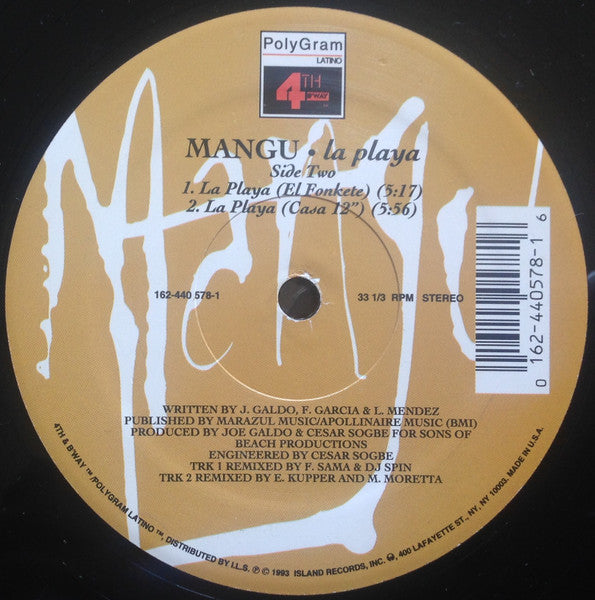 PolyGram
LATINO
4TH
B'WAY
MANGU • la playa
Side Two
1. La Playa (El Fonkete) (5:17)
2. La Playa (Casa 12") (5:56)
Mangu
162-440 578-1
33 1/3 RPM STEREO
0 162-440578-1 6
WRITTEN BY J. GALDO, F. GARCIA & L. MENDEZ
PUBLISHED BY MARAZUL MUSIC/APOLLINAIRE MUSIC (BMI)
PRODUCED BY JOE GALDO & CESAR SOGBE FOR SONS OF
BEACH PRODUCTIONS
ENGINEERED BY CESAR SOGBE
TRK 1 REMIXED BY F. SAMA & DJ SPIN
TRK 2 REMIXED BY E. KUPPER AND M. MORETTA
4TH & B'WAY ™/POLYGRAM LATINO ™, DISTRIBUTED BY I.L.S. ℗ © 1993 ISLAND RECORDS, INC. 400 LAFAYETTE ST., NY, NY 10003. MADE IN U.S.A.